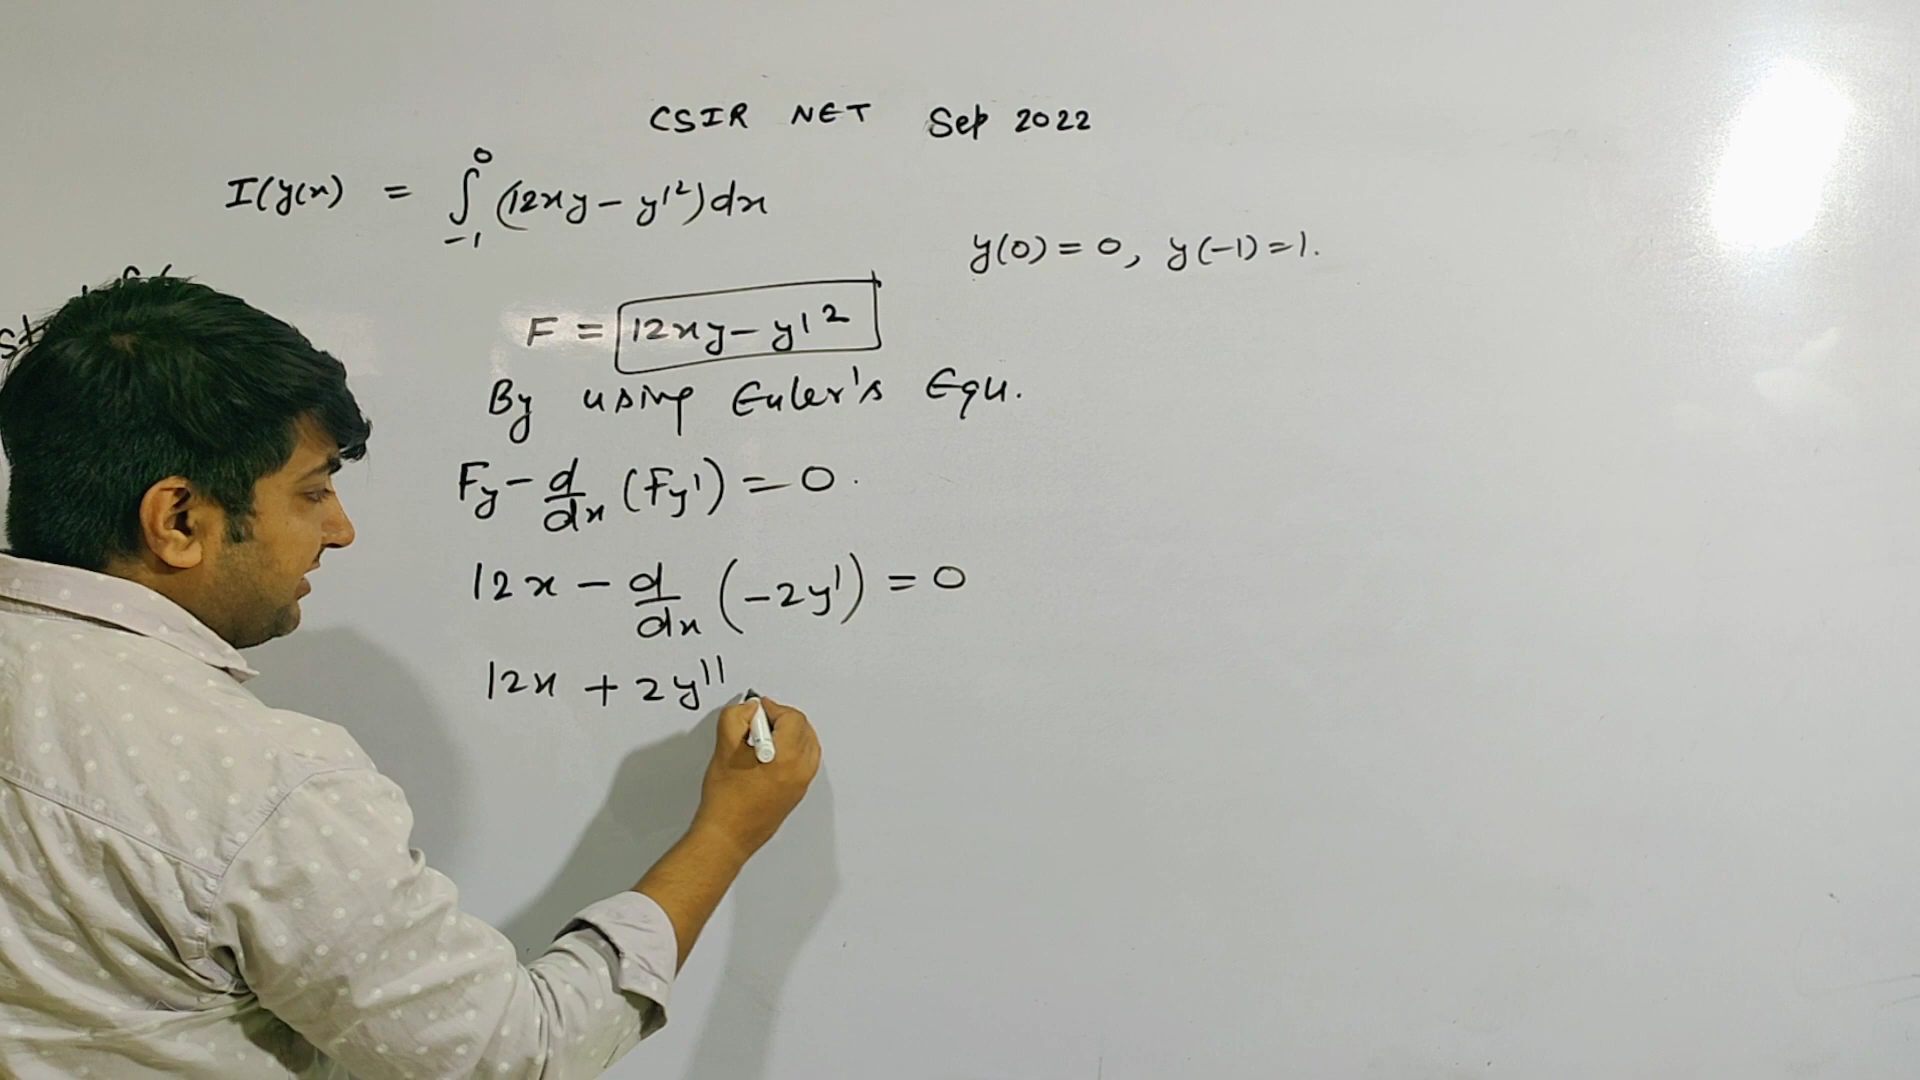 CSIR NET Sep 2022
I(y(x) = ∫₋₁⁰ (12xy - y'²)dx
y(0) = 0, y(-1) = 1.
F = 12xy - y'²
By using Euler's Equ.
Fy - d/dx (Fy') = 0.
12x - d/dx (-2y') = 0
12x + 2y''